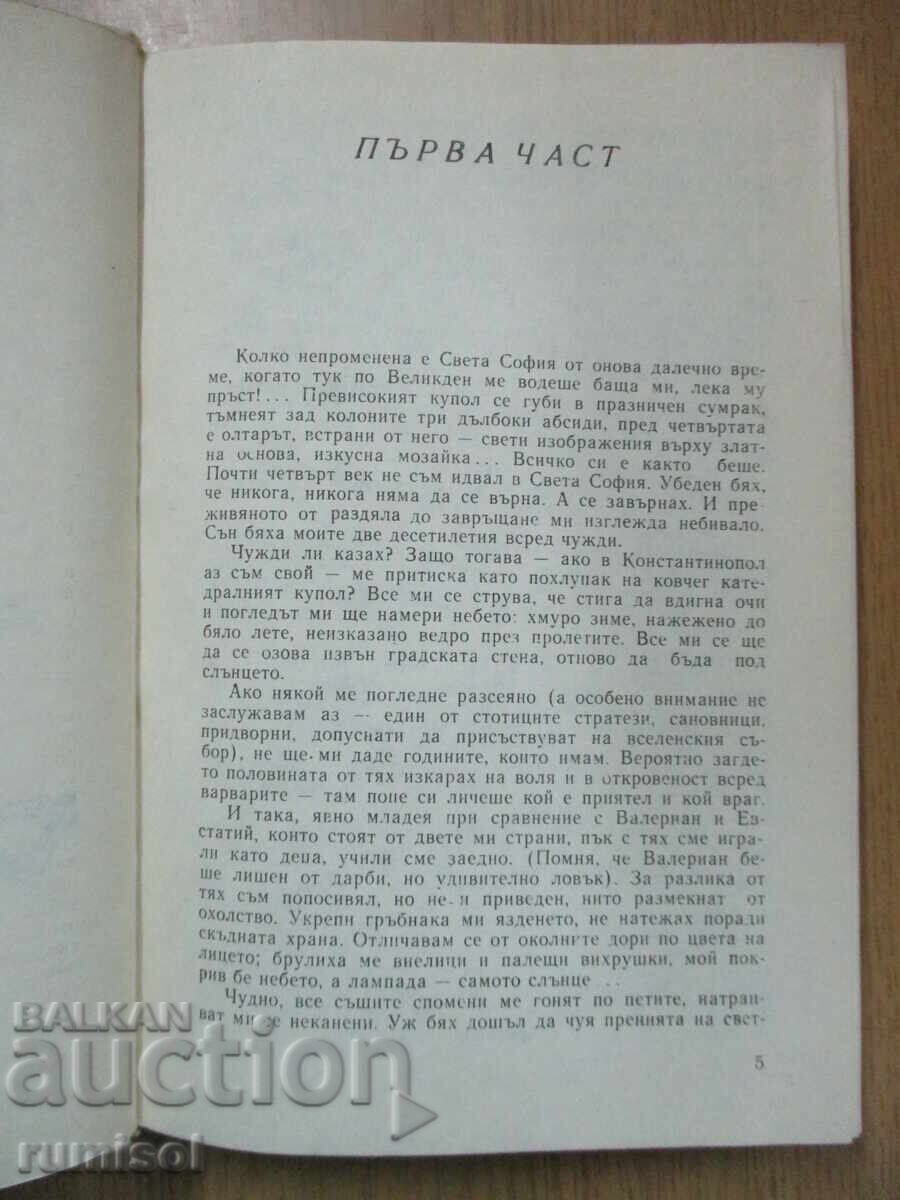 ПЪРВА ЧАСТ
Колко непроменена е Света София от онова далечно вре-
ме, когато тук по Великден ме водеше баща ми, лека му
пръст!... Превисокият купол се губи в празничен сумрак,
тъмнеят зад колоните три дълбоки абсиди, пред четвъртата
е олтарът, встрани от него — свети изображения върху злат-
на основа, изкусна мозайка... Всичко си е както беше.
Почти четвърт век не съм идвал в Света София. Убеден бях,
че никога, никога няма да се върна. А се завърнах. И пре-
живяното от раздяла до завръщане ми изглежда небивало.
Сън бяха моите две десетилетия всред чужди.
Чужди ли казах? Защо тогава — ако в Константинопол
аз съм свой — ме притиска като похлупак на ковчег кате-
дралният купол? Все ми се струва, че стига да вдигна очи
и погледът ми ще намери небето: хмуро зиме, нажежено до
бяло лете, неизказано ведро през пролетите. Все ми се ще
да се озова извън градската стена, отново да бъда под
слънцето.
Ако някой ме погледне разсеяно (а особено внимание не
заслужавам аз — един от стотиците стратези, сановници,
придворни, допуснати да присъствуват на вселенския съ-
бор), не ще ми даде годините, които имам. Вероятно загде-
то половината от тях изкарах на воля и в откровеност всред
варварите — там поне си личеше кой е приятел и кой враг.
И така, явно младея при сравнение с Валериан и Ев-
статий, които стоят от двете ми страни, пък с тях сме игра-
ли като деца, учили сме заедно. (Помня, че Валериан бе-
ше лишен от дарби, но удивително ловък). За разлика от
тях съм попосивял, но не и приведен, нито размекнат от
охолство. Укрепи гръбнака ми язденето, не натежах поради
скъдната храна. Отличавам се от околните дори по цвета на
лицето; брулиха ме виелици и палещи вихрушки, мой пок-
рив бе небето, а лампада — самото слънце...
Чудно, все същите спомени ме гонят по петите, натрап-
ват ми се неканени. Уж бях дошъл да чуя пренията на свет-
5
BALKAN
auction
rumisol